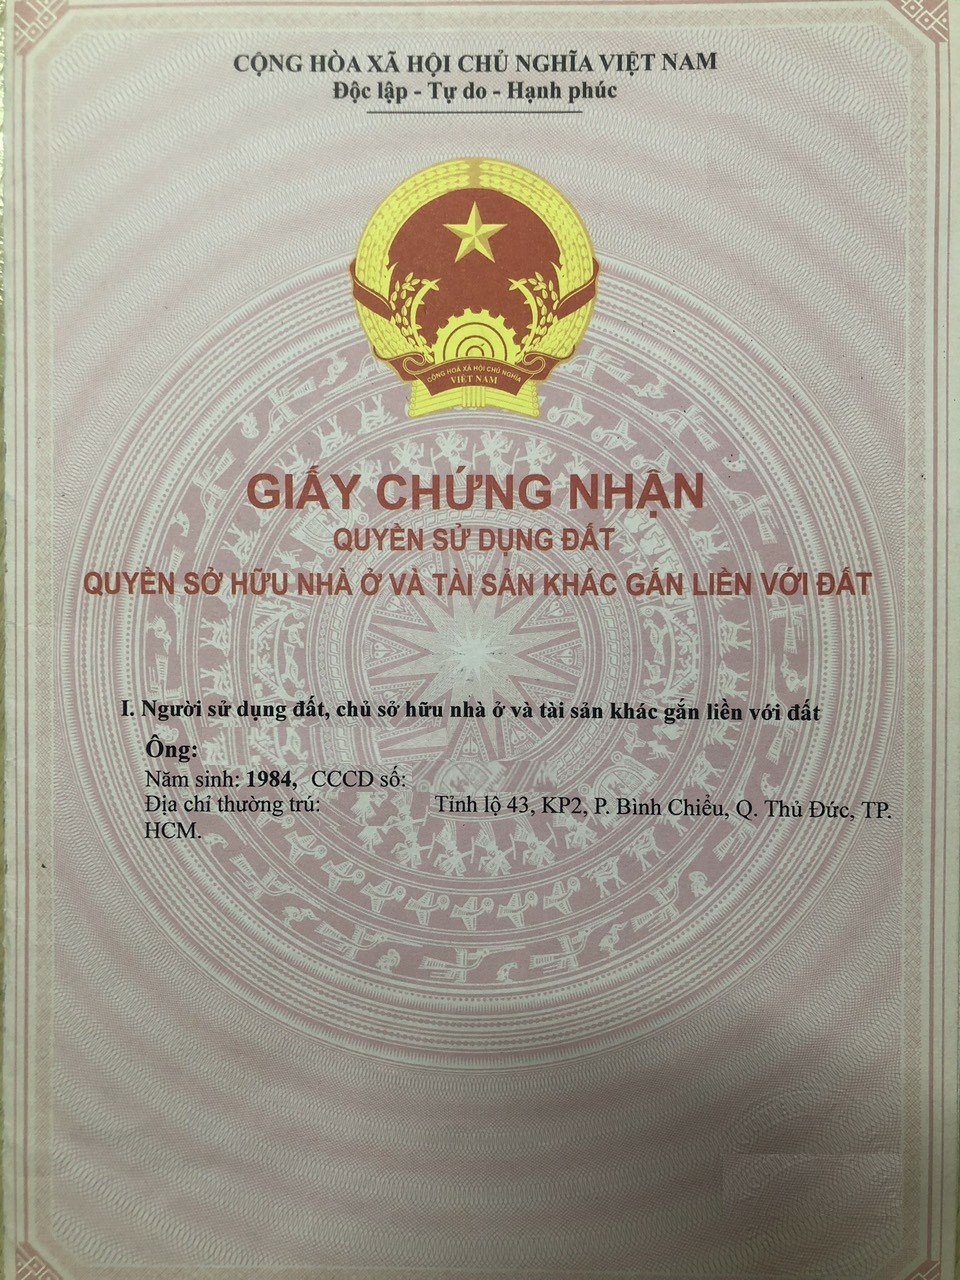 CỘNG HÒA XÃ HỘI CHỦ NGHĨA VIỆT NAM
Độc lập - Tự do - Hạnh phúc
CỘNG HOÀ XÃ HỘI CHỦ NGHĨA
VIỆT NAM
GIẤY CHỨNG NHẬN
QUYỀN SỬ DỤNG ĐẤT
QUYỀN SỞ HỮU NHÀ Ở VÀ TÀI SẢN KHÁC GẮN LIỀN VỚI ĐẤT
I. Người sử dụng đất, chủ sở hữu nhà ở và tài sản khác gắn liền với đất
Ông:
Năm sinh: 1984, CCCD số:
Địa chỉ thường trú: Tỉnh lộ 43, KP2, P. Bình Chiểu, Q. Thủ Đức, TP.
HCM.